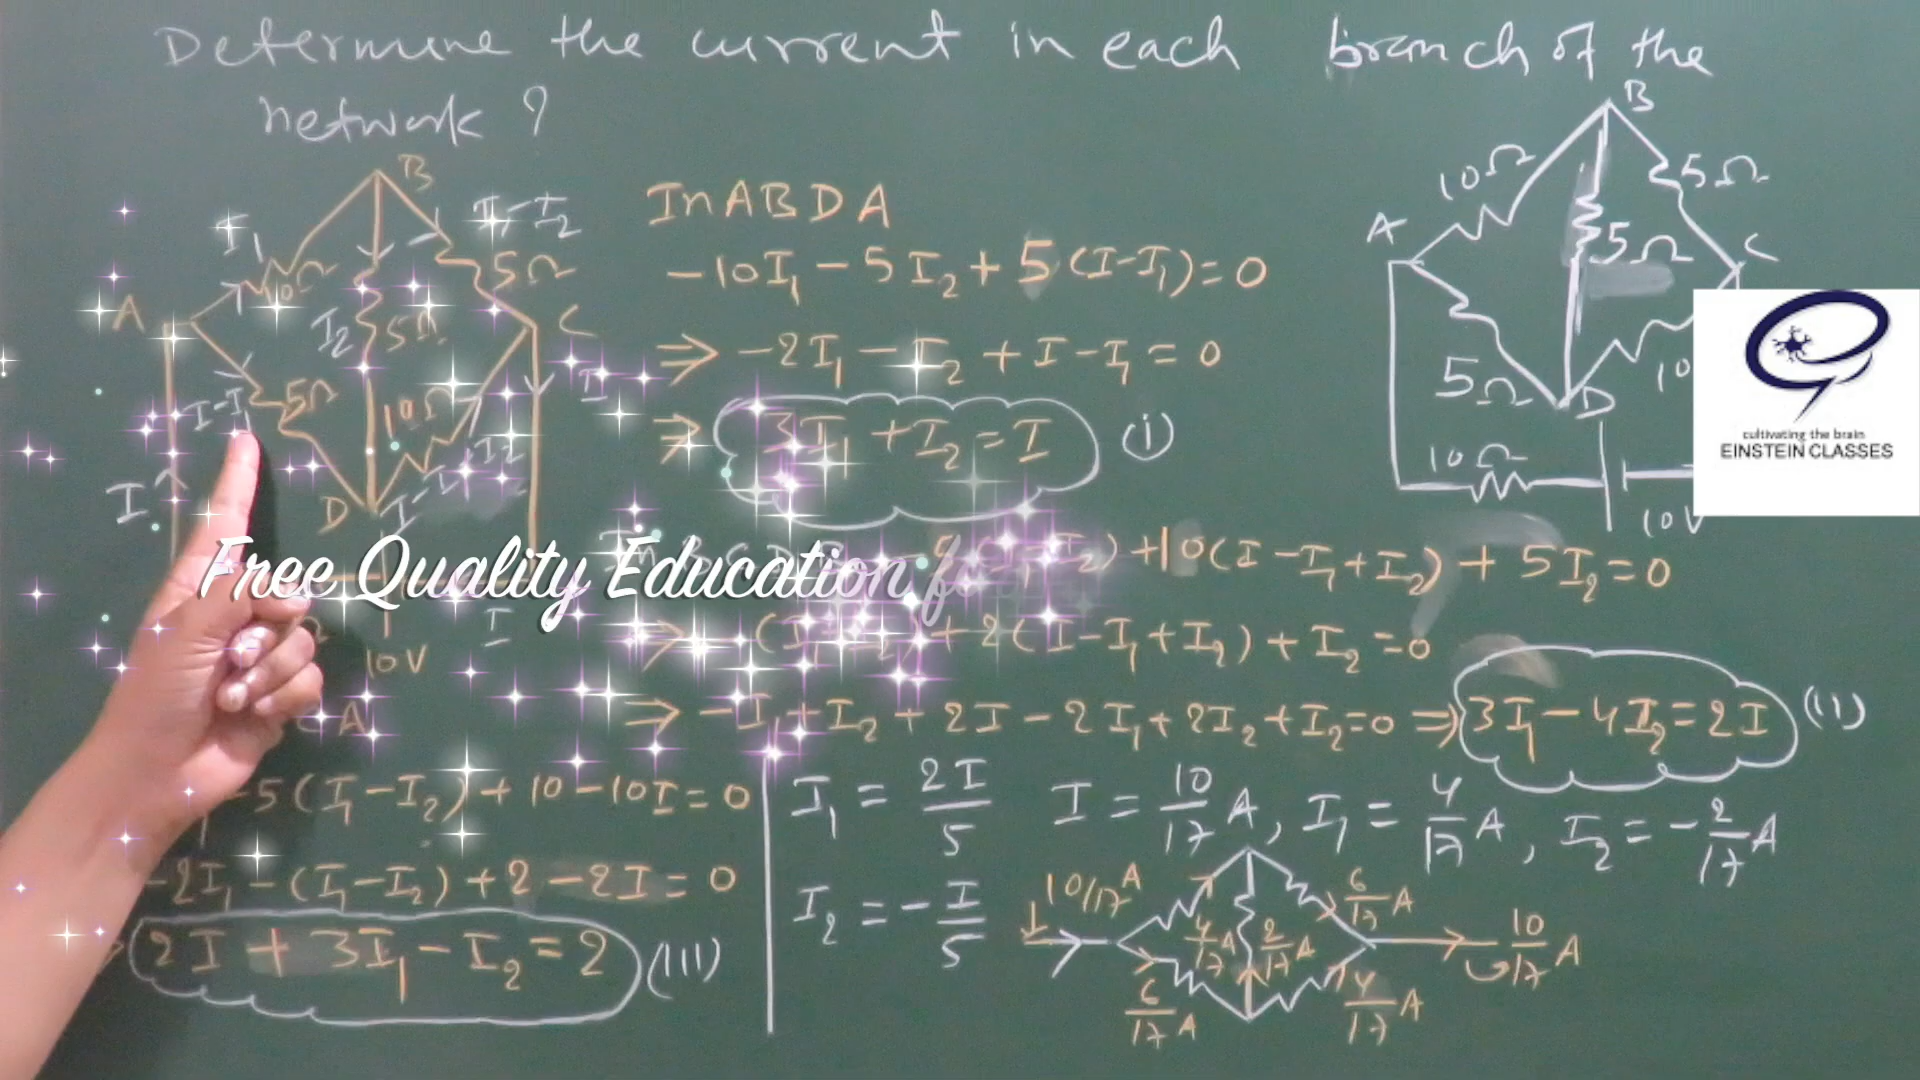 Determine the current in each branch of the
network ?
B
I₁
10Ω
I₁-I₂
5Ω
A
I₂
5Ω
C
I
I-I₁
5Ω
10Ω
D
I
I
10V
In ABDA
-10I₁ - 5I₂ + 5(I-I₁) = 0
⇒ -2I₁ - I₂ + I - I₁ = 0
⇒ 3I₁ + I₂ = I (i)
+10(I-I₁+I₂) + 5I₂ = 0
+2(I-I₁+I₂) + I₂ = 0
⇒ -I₁ + I₂ + 2I - 2I₁ + 2I₂ + I₂ = 0 ⇒ 3I₁ - 4I₂ = 2I (ii)
-5(I₁-I₂) + 10 - 10I = 0
-2I₁ - (I₁-I₂) + 2 - 2I = 0
2I + 3I₁ - I₂ = 2 (iii)
I₁ = 2I/5
I₂ = -I/5
I = 10/17 A, I₁ = 4/17 A, I₂ = -2/17 A
10/17 A
6/17 A
4/17 A
2/17 A
10/17 A
6/17 A
4/17 A
B
10Ω
5Ω
A
5Ω
C
5Ω
10
D
10Ω
10V
cultivating the brain
EINSTEIN CLASSES
Free Quality Education